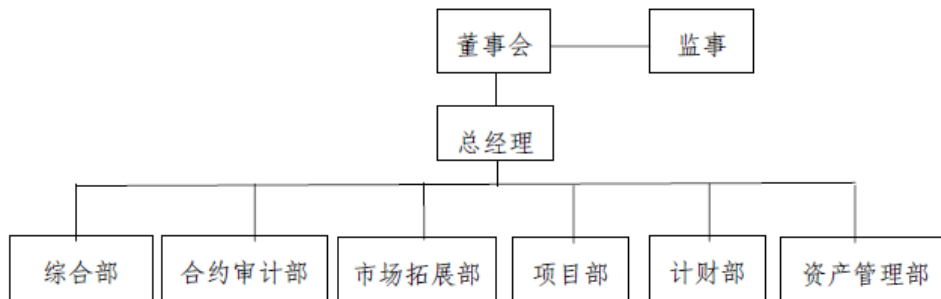 董事会
监事
总经理
综合部
合约审计部
市场拓展部
项目部
计财部
资产管理部